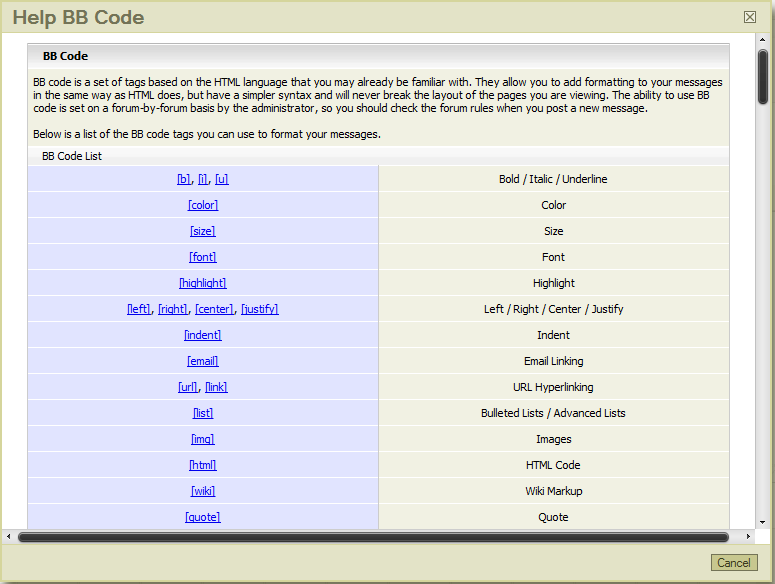 Help BB Code
BB Code
BB code is a set of tags based on the HTML language that you may already be familiar with. They allow you to add formatting to your messages
in the same way as HTML does, but have a simpler syntax and will never break the layout of the pages you are viewing. The ability to use BB
code is set on a forum-by-forum basis by the administrator, so you should check the forum rules when you post a new message.
Below is a list of the BB code tags you can use to format your messages.
BB Code List
[b], [i], [u] Bold / Italic / Underline
[color] Color
[size] Size
[font] Font
[highlight] Highlight
[left], [right], [center], [justify] Left / Right / Center / Justify
[indent] Indent
[email] Email Linking
[url], [link] URL Hyperlinking
[list] Bulleted Lists / Advanced Lists
[img] Images
[html] HTML Code
[wiki] Wiki Markup
[quote] Quote
Cancel